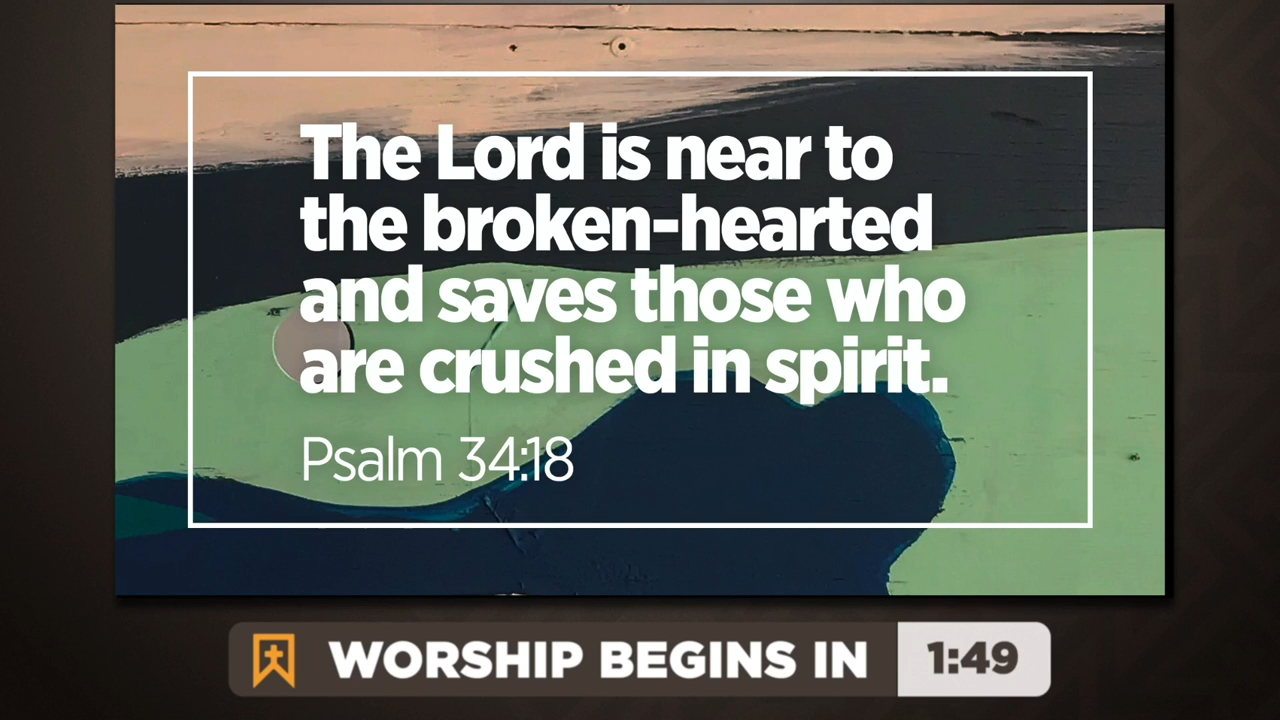 The Lord is near to
the broken-hearted
and saves those who
are crushed in spirit.
Psalm 34:18
WORSHIP BEGINS IN 1:49